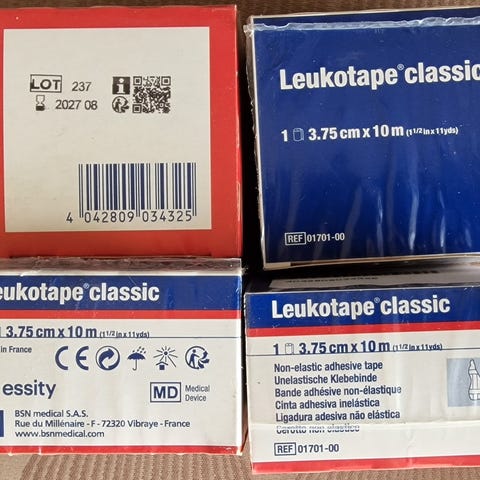 LOT 237
2027 08
4 042809 034325
Leukotape®classic
1 3.75 cm x 10 m (1 1/2 in x 11 yds)
REF 01701-00
eukotape®classic
3.75 cm x 10 m (1 1/2 in x 11 yds)
in France
essity
MD Medical
Device
BSN medical S.A.S.
Rue du Millénaire - F - 72320 Vibraye - France
www.bsnmedical.com
Leukotape®classic
1 3.75 cm x 10 m (1 1/2 in x 11 yds)
Non-elastic adhesive tape
Unelastische Klebebinde
Bande adhésive non-élastique
Cinta adhesiva inelástica
Ligadura adesiva não elástica
Cerotto non elastico
REF 01701-00